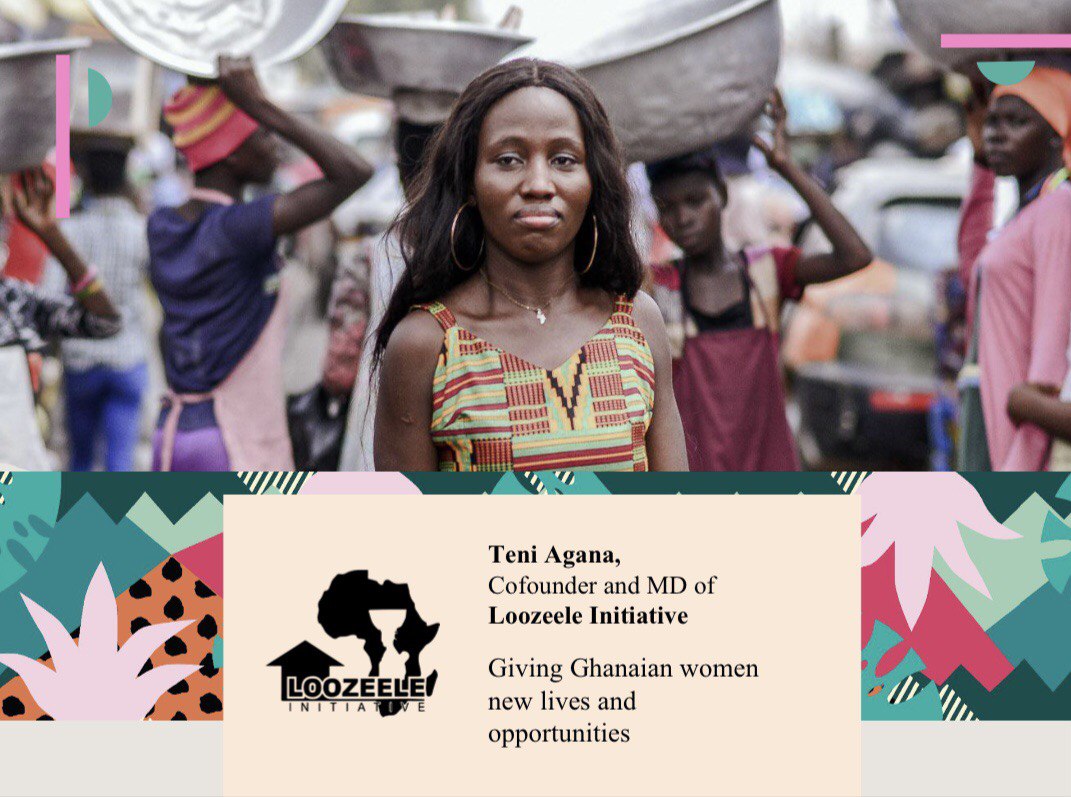 Teni Agana,
Cofounder and MD of
Loozeele Initiative
Giving Ghanaian women
new lives and
opportunities
LOOZEELE
INITIATIVE